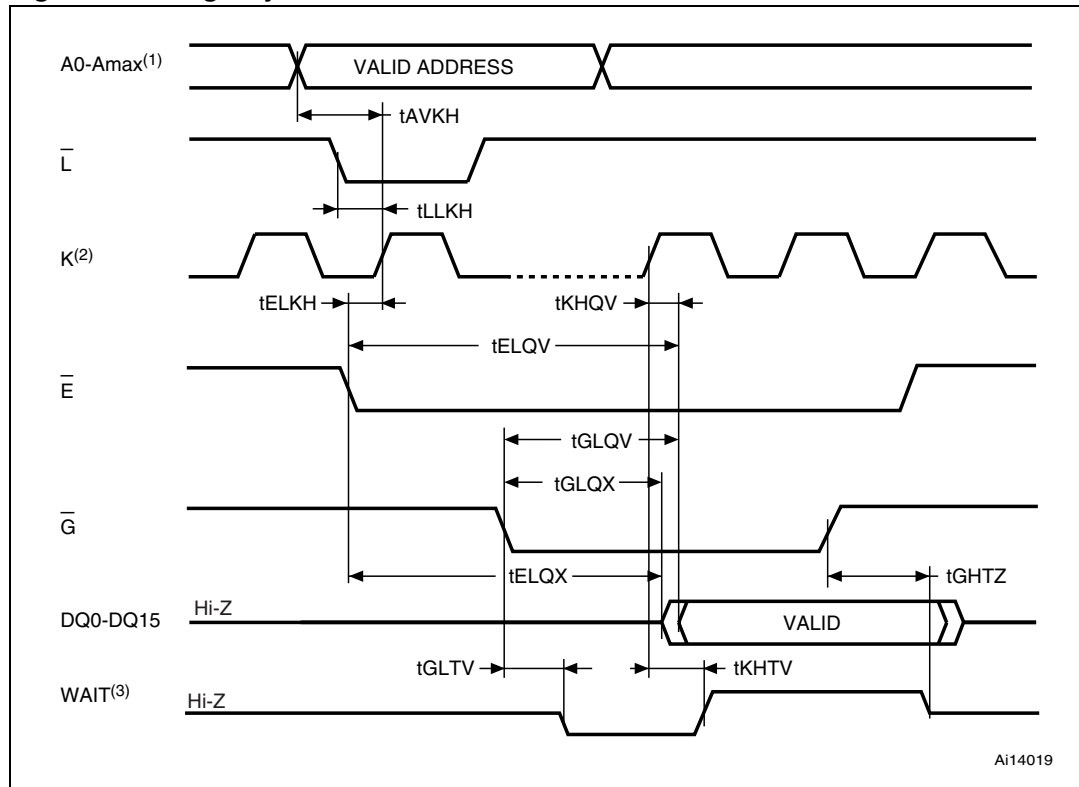 A0-Amax(1)
VALID ADDRESS
tAVKH
L
tLLKH
K(2)
tELKH
tKHQV
tELQV
E
tGLQV
tGLQX
G
tELQX
tGHTZ
Hi-Z
DQ0-DQ15
VALID
tGLTV
tKHTV
WAIT(3)
Hi-Z
Ai14019